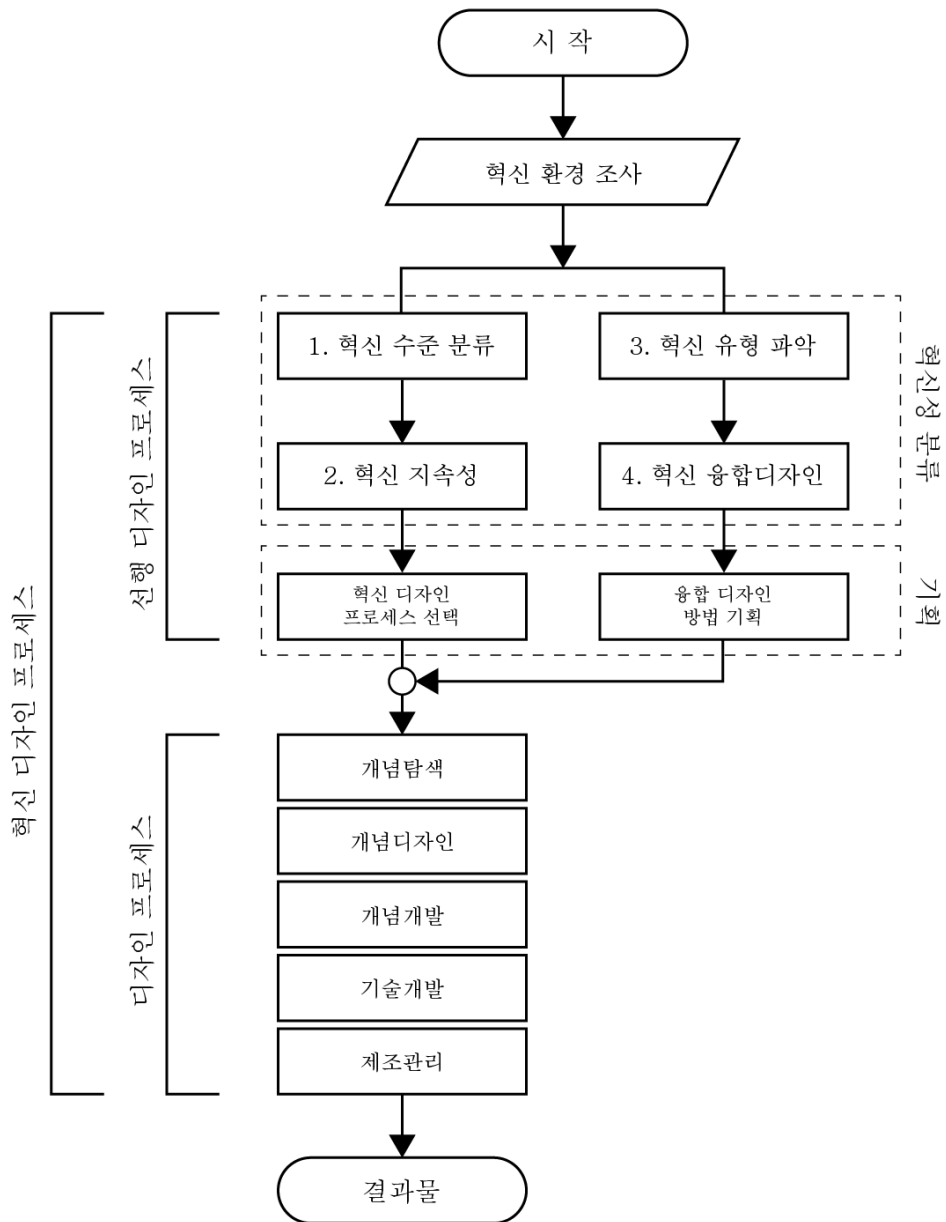 시 작
혁신 환경 조사
1. 혁신 수준 분류
3. 혁신 유형 파악
2. 혁신 지속성
4. 혁신 융합디자인
혁신성 분류
혁신 디자인
프로세스 선택
융합 디자인
방법 기획
기획
선행 디자인 프로세스
혁신 디자인 프로세스
디자인 프로세스
개념탐색
개념디자인
개념개발
기술개발
제조관리
결과물